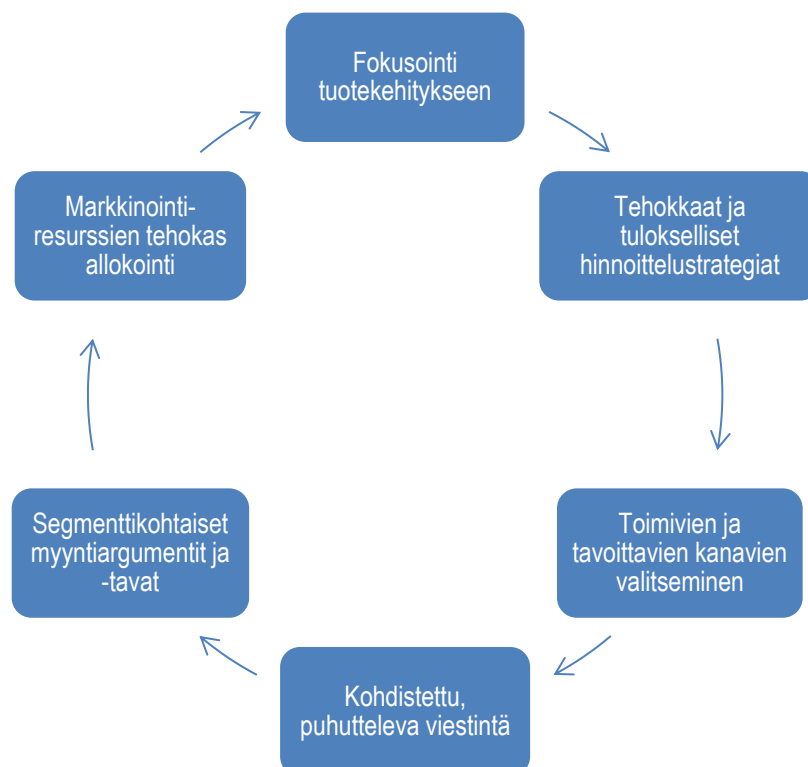 Fokusointi
tuotekehitykseen
Tehokkaat ja
tulokselliset
hinnoittelustrategiat
Toimivien ja
tavoittavien kanavien
valitseminen
Kohdistettu,
puhutteleva viestintä
Segmenttikohtaiset
myyntiargumentit ja
-tavat
Markkinointi-
resurssien tehokas
allokointi